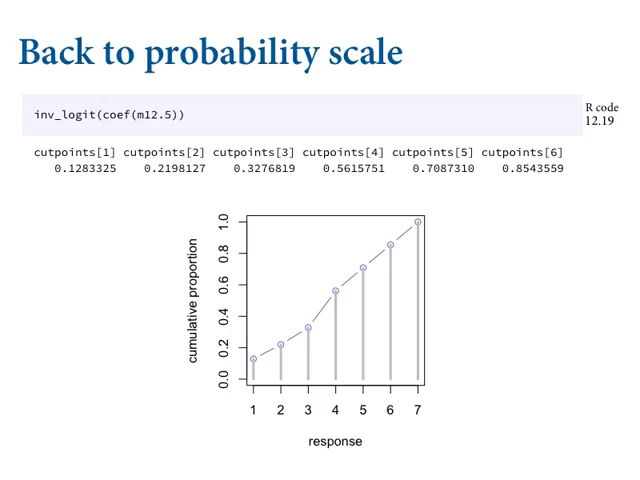 Back to probability scale
inv_logit(coef(m12.5))
R code
12.19
cutpoints[1] cutpoints[2] cutpoints[3] cutpoints[4] cutpoints[5] cutpoints[6]
0.1283325 0.2198127 0.3276819 0.5615751 0.7087310 0.8543559
cumulative proportion
1.0
0.8
0.6
0.4
0.2
0.0
1 2 3 4 5 6 7
response